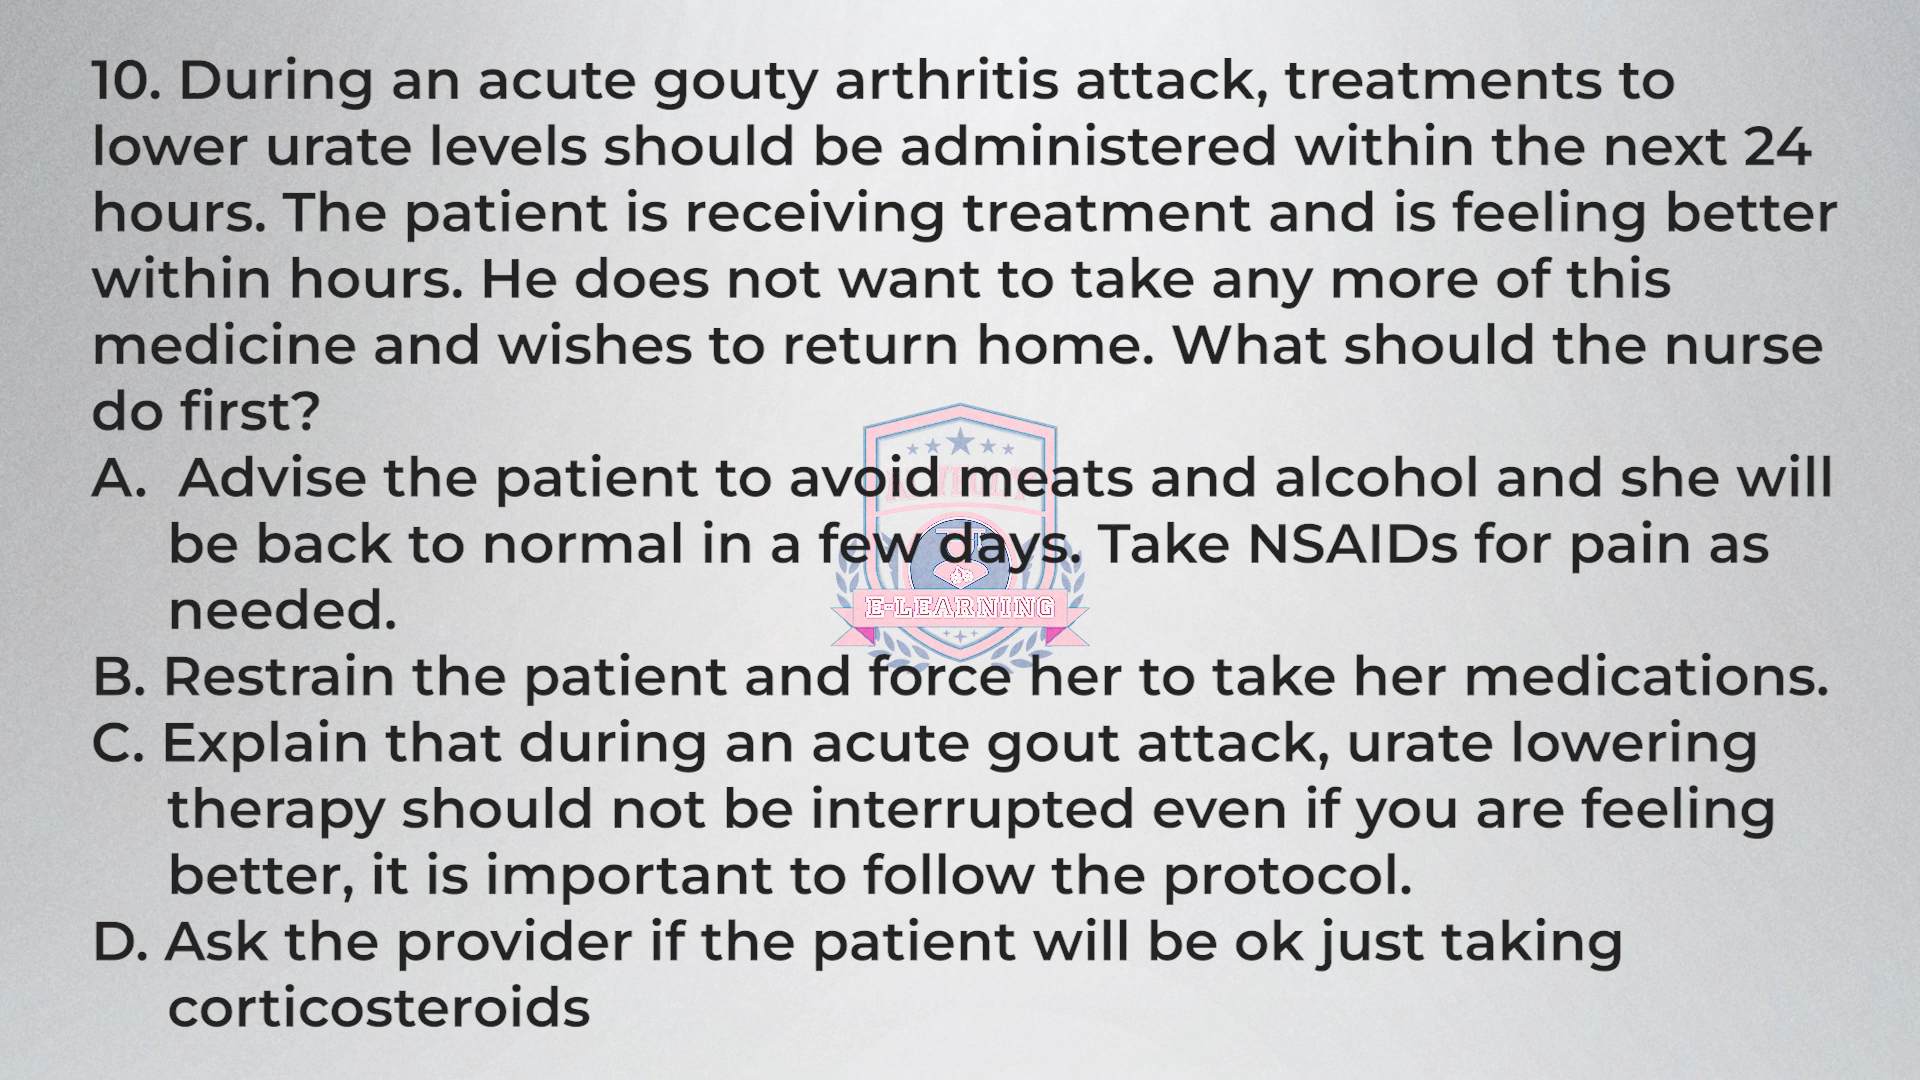 10. During an acute gouty arthritis attack, treatments to
lower urate levels should be administered within the next 24
hours. The patient is receiving treatment and is feeling better
within hours. He does not want to take any more of this
medicine and wishes to return home. What should the nurse
do first?
A. Advise the patient to avoid meats and alcohol and she will
be back to normal in a few days. Take NSAIDs for pain as
needed.
B. Restrain the patient and force her to take her medications.
C. Explain that during an acute gout attack, urate lowering
therapy should not be interrupted even if you are feeling
better, it is important to follow the protocol.
D. Ask the provider if the patient will be ok just taking
corticosteroids
E-LEARNING